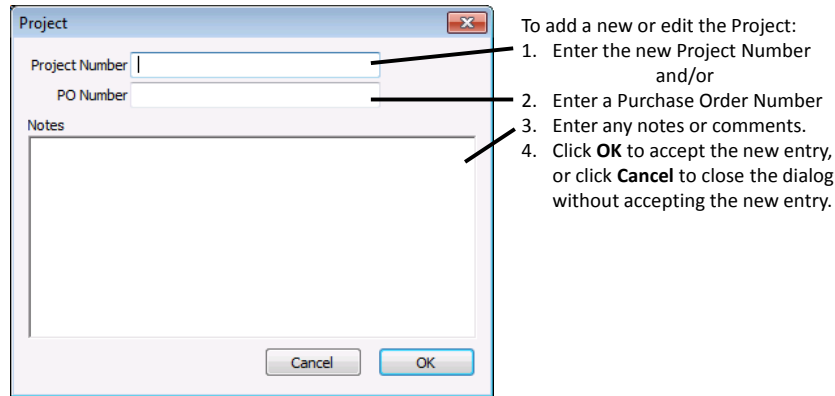 Project
Project Number
PO Number
Notes
Cancel
OK
To add a new or edit the Project:
1. Enter the new Project Number
and/or
2. Enter a Purchase Order Number
3. Enter any notes or comments.
4. Click OK to accept the new entry,
or click Cancel to close the dialog
without accepting the new entry.